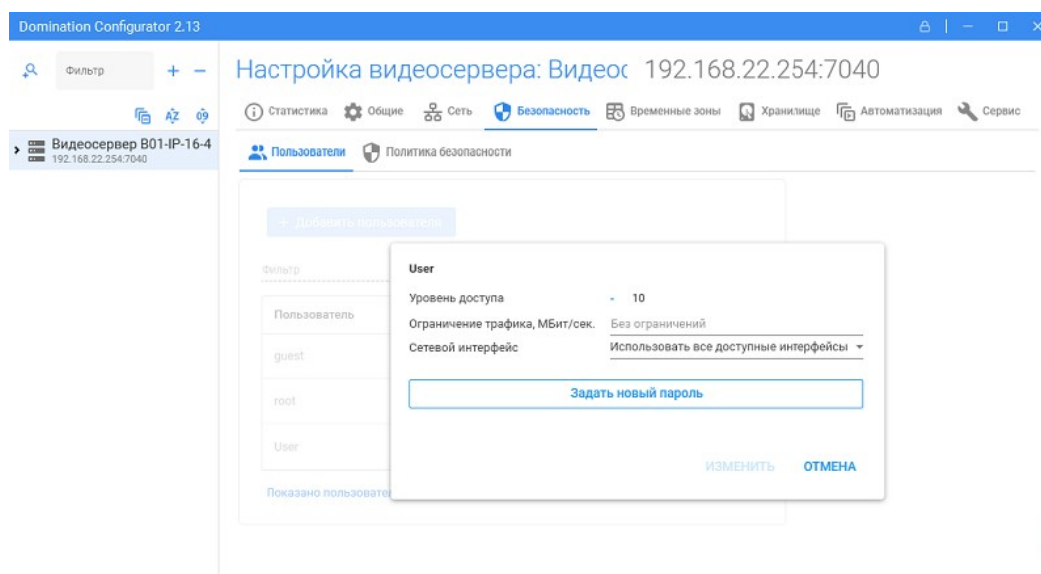 Domination Configurator 2.13
Фильтр
Настройка видеосервера: Видеос 192.168.22.254:7040
Статистика Общие Сеть Безопасность Временные зоны Хранилище Автоматизация Сервис
Видеосервер B01-IP-16-4
192.168.22.254:7040
Пользователи Политика безопасности
+ Добавить пользователя
Фильтр
Пользователь
guest
root
User
Показано пользовате
User
Уровень доступа - 10
Ограничение трафика, МБит/сек. Без ограничений
Сетевой интерфейс Использовать все доступные интерфейсы
Задать новый пароль
ИЗМЕНИТЬ ОТМЕНА